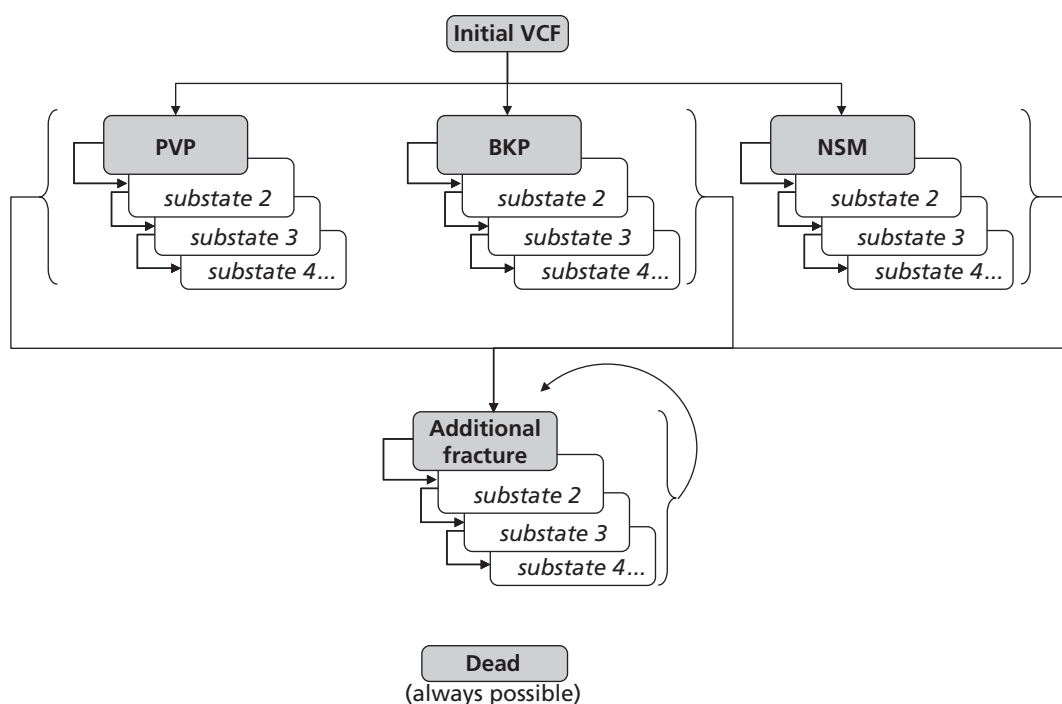 Initial VCF
PVP
substate 2
substate 3
substate 4...
BKP
substate 2
substate 3
substate 4...
NSM
substate 2
substate 3
substate 4...
Additional
fracture
substate 2
substate 3
substate 4...
Dead
(always possible)